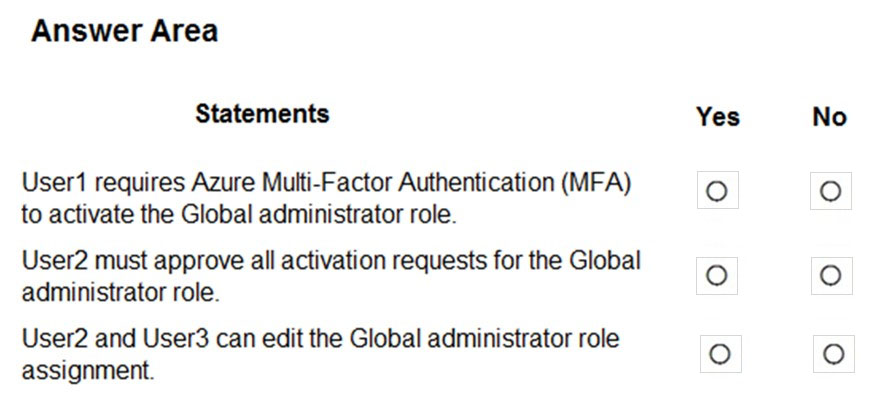 Answer Area
Statements Yes No
User1 requires Azure Multi-Factor Authentication (MFA)
to activate the Global administrator role.
User2 must approve all activation requests for the Global
administrator role.
User2 and User3 can edit the Global administrator role
assignment.